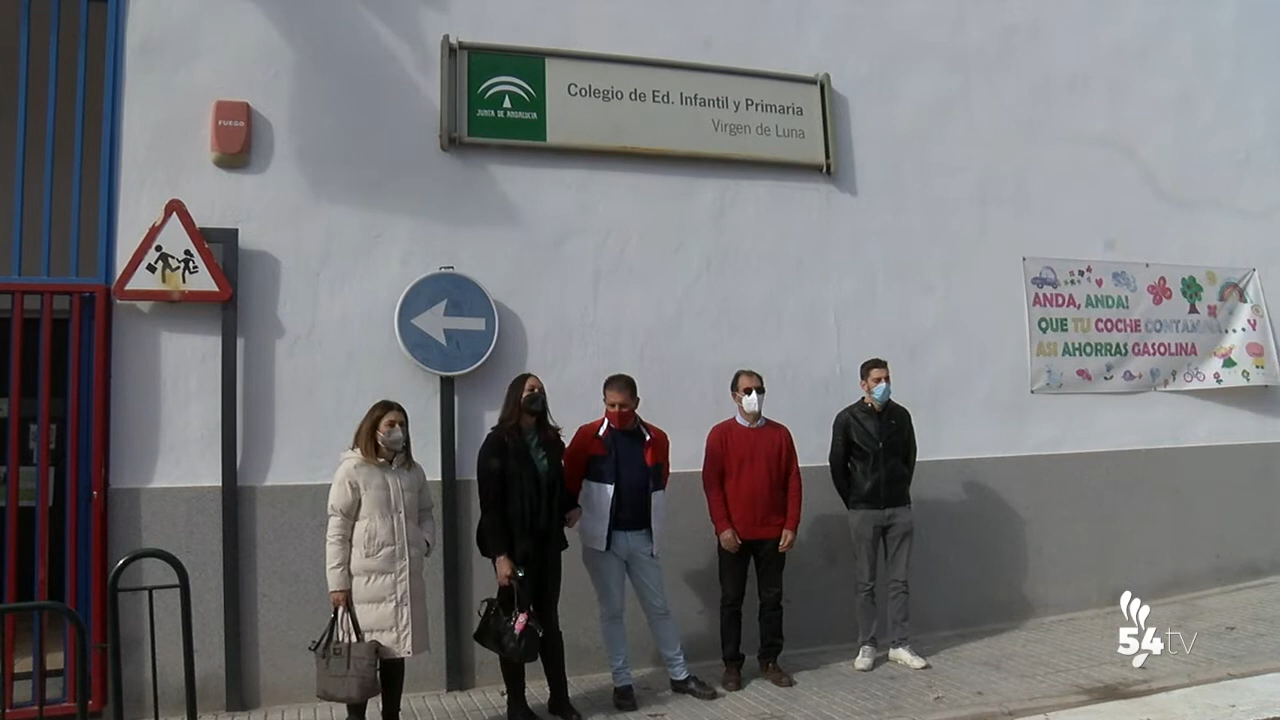 FUEGO
JUNTA DE ANDALUCIA
Colegio de Ed. Infantil y Primaria
Virgen de Luna
ANDA, ANDA!
QUE TU COCHE CONTAMINA... Y
ASI AHORRAS GASOLINA
54tv